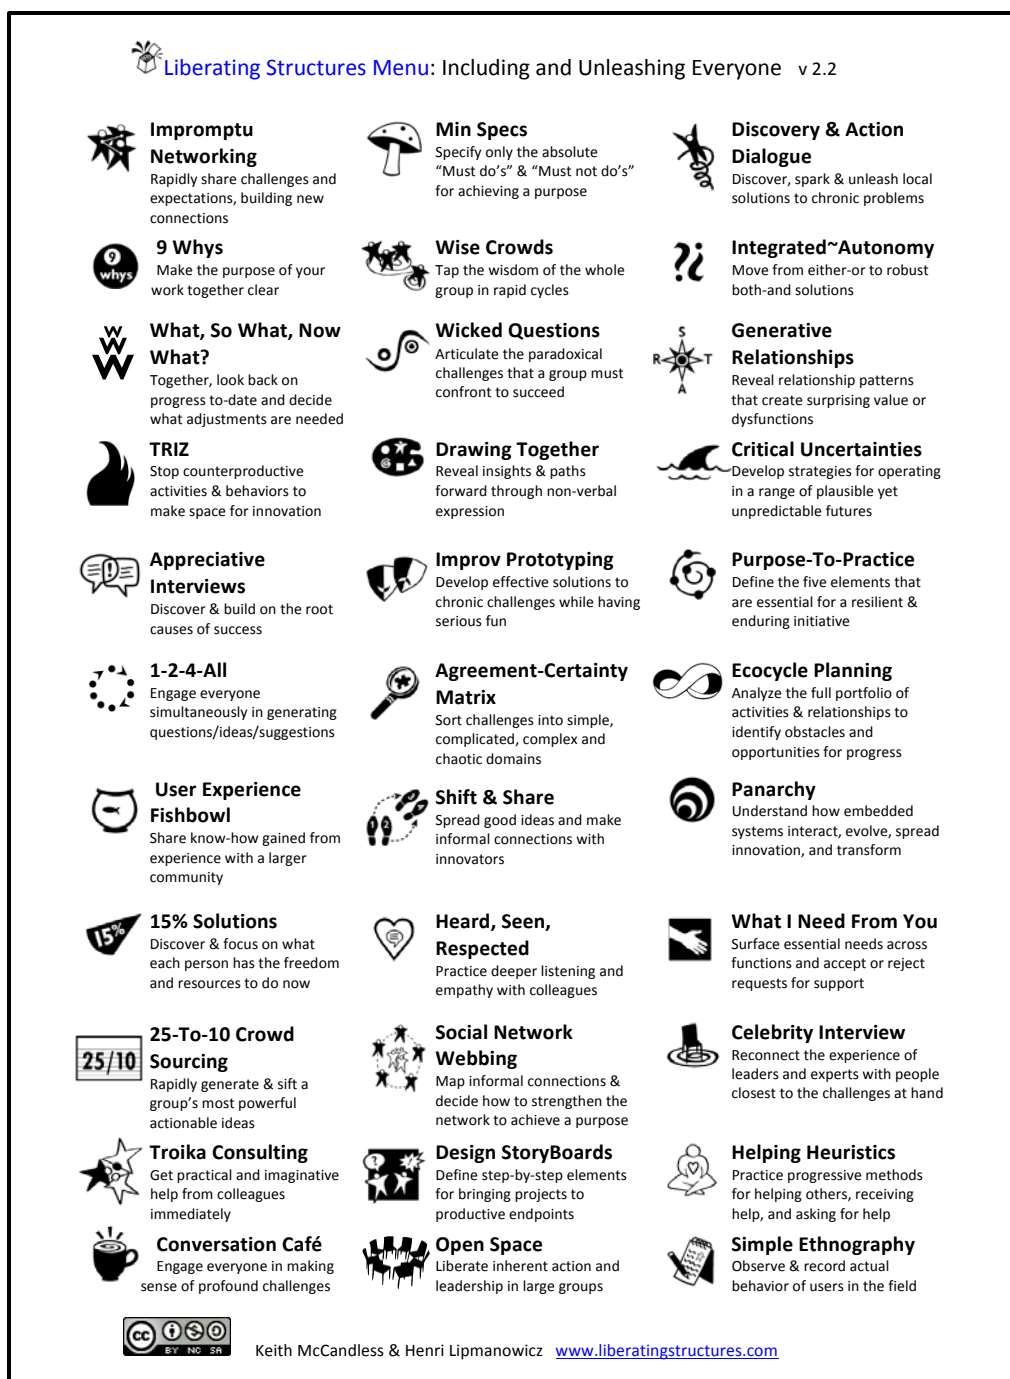 Liberating Structures Menu: Including and Unleashing Everyone v 2.2
Impromptu
Networking
Rapidly share challenges and
expectations, building new
connections
9
whys
9 Whys
Make the purpose of your
work together clear
W
W
W
What, So What, Now
What?
Together, look back on
progress to-date and decide
what adjustments are needed
TRIZ
Stop counterproductive
activities & behaviors to
make space for innovation
Appreciative
Interviews
Discover & build on the root
causes of success
1-2-4-All
Engage everyone
simultaneously in generating
questions/ideas/suggestions
User Experience
Fishbowl
Share know-how gained from
experience with a larger
community
15%
15% Solutions
Discover & focus on what
each person has the freedom
and resources to do now
25/10
25-To-10 Crowd
Sourcing
Rapidly generate & sift a
group’s most powerful
actionable ideas
Troika Consulting
Get practical and imaginative
help from colleagues
immediately
Conversation Café
Engage everyone in making
sense of profound challenges
Min Specs
Specify only the absolute
“Must do’s” & “Must not do’s”
for achieving a purpose
Wise Crowds
Tap the wisdom of the whole
group in rapid cycles
Wicked Questions
Articulate the paradoxical
challenges that a group must
confront to succeed
Drawing Together
Reveal insights & paths
forward through non-verbal
expression
Improv Prototyping
Develop effective solutions to
chronic challenges while having
serious fun
Agreement-Certainty
Matrix
Sort challenges into simple,
complicated, complex and
chaotic domains
1 2
Shift & Share
Spread good ideas and make
informal connections with
innovators
Heard, Seen,
Respected
Practice deeper listening and
empathy with colleagues
Social Network
Webbing
Map informal connections &
decide how to strengthen the
network to achieve a purpose
? !
Design StoryBoards
Define step-by-step elements
for bringing projects to
productive endpoints
Open Space
Liberate inherent action and
leadership in large groups
Discovery & Action
Dialogue
Discover, spark & unleash local
solutions to chronic problems
Integrated~Autonomy
Move from either-or to robust
both-and solutions
S
R T
A
Generative
Relationships
Reveal relationship patterns
that create surprising value or
dysfunctions
Critical Uncertainties
Develop strategies for operating
in a range of plausible yet
unpredictable futures
Purpose-To-Practice
Define the five elements that
are essential for a resilient &
enduring initiative
Ecocycle Planning
Analyze the full portfolio of
activities & relationships to
identify obstacles and
opportunities for progress
Panarchy
Understand how embedded
systems interact, evolve, spread
innovation, and transform
What I Need From You
Surface essential needs across
functions and accept or reject
requests for support
Celebrity Interview
Reconnect the experience of
leaders and experts with people
closest to the challenges at hand
Helping Heuristics
Practice progressive methods
for helping others, receiving
help, and asking for help
Simple Ethnography
Observe & record actual
behavior of users in the field
cc
BY NC SA
Keith McCandless & Henri Lipmanowicz www.liberatingstructures.com